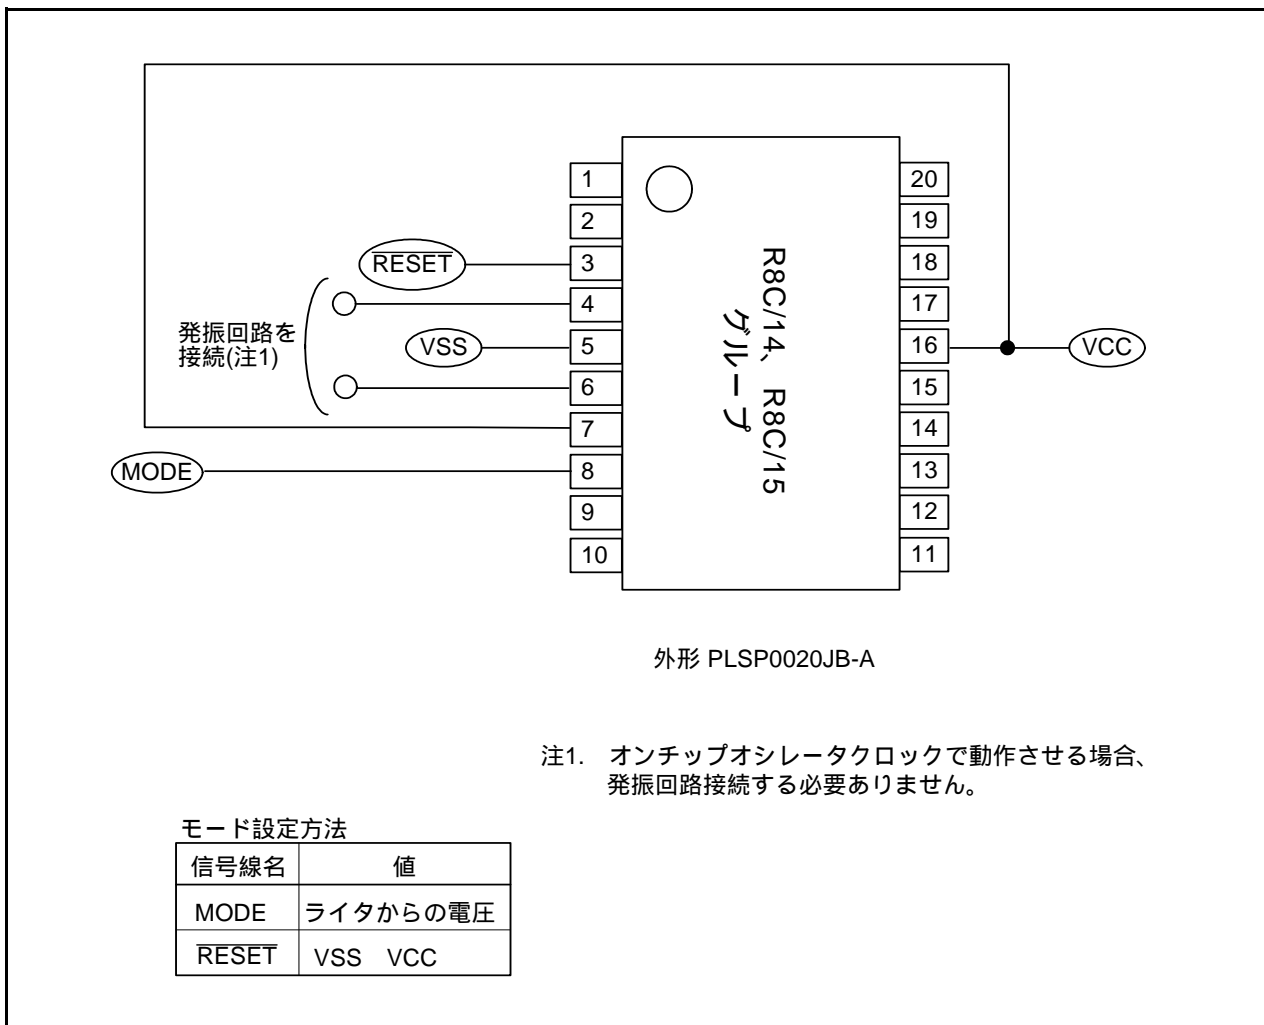 1
2
3
4
5
6
7
8
9
10
20
19
18
17
16
15
14
13
12
11
RESET
発振回路を
接続(注1)
VSS
MODE
VCC
R8C/14、R8C/15
グループ
外形 PLSP0020JB-A
注1. オンチップオシレータクロックで動作させる場合、
発振回路接続する必要ありません。
モード設定方法
信号線名 値
MODE ライタからの電圧
RESET VSS VCC